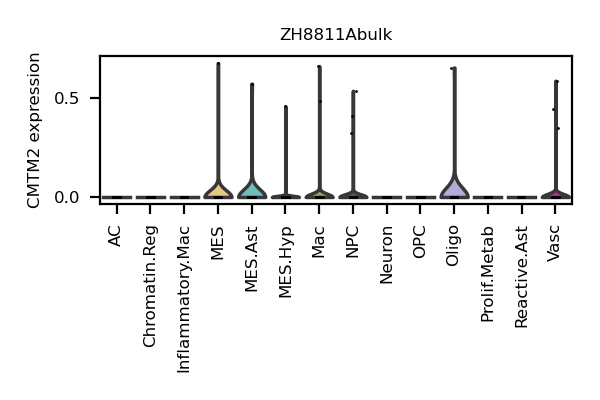 ZH8811Abulk
CMTM2 expression
0.5
0.0
AC
Chromatin.Reg
Inflammatory.Mac
MES
MES.Ast
MES.Hyp
Mac
NPC
Neuron
OPC
Oligo
Prolif.Metab
Reactive.Ast
Vasc